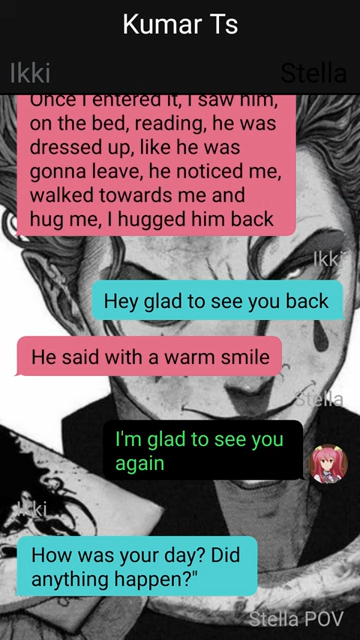 Kumar Ts
Ikki
Stella
Once I entered it, I saw him,
on the bed, reading, he was
dressed up, like he was
gonna leave, he noticed me,
walked towards me and
hug me, I hugged him back
Ikki
Hey glad to see you back
He said with a warm smile
Stella
I'm glad to see you
again
Ikki
How was your day? Did
anything happen?"
Stella POV